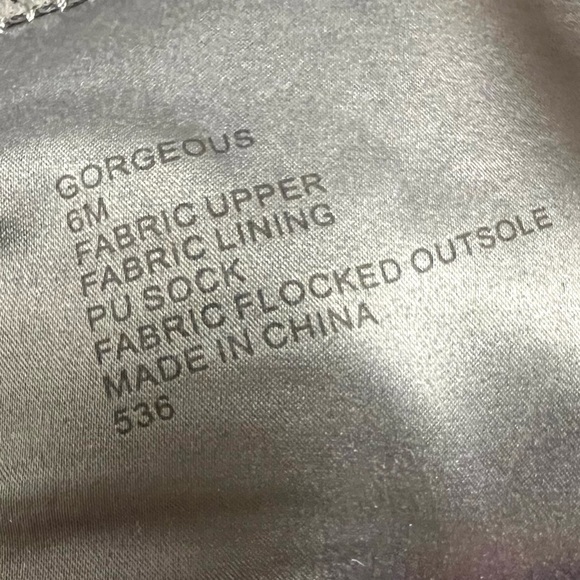 GORGEOUS
6M
FABRIC UPPER
FABRIC LINING
PU SOCK
FABRIC FLOCKED OUTSOLE
MADE IN CHINA
536